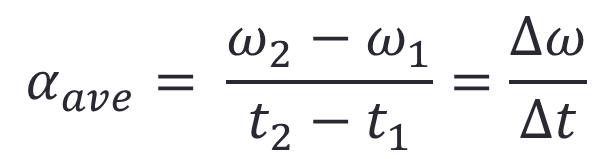 α_ave = (ω₂ − ω₁)/(t₂ − t₁) = Δω/Δt